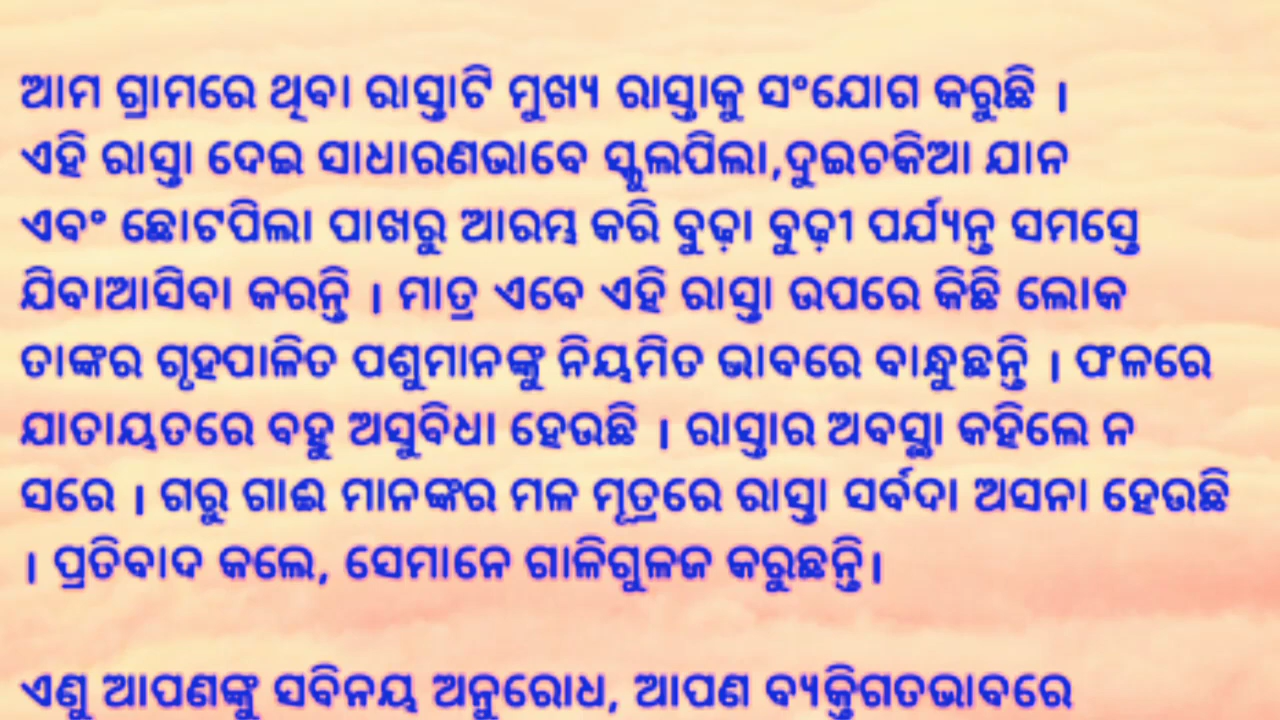 ଆମ ଗ୍ରାମରେ ଥିବା ରାସ୍ତାଟି ମୁଖ୍ୟ ରାସ୍ତାକୁ ସଂଯୋଗ କରୁଛି ।
ଏହି ରାସ୍ତା ଦେଇ ସାଧାରଣଭାବେ ସ୍କୁଲପିଲା,ଦୁଇଚକିଆ ଯାନ
ଏବଂ ଛୋଟପିଲା ପାଖରୁ ଆରମ୍ଭ କରି ବୁଢ଼ା ବୁଢ଼ୀ ପର୍ଯ୍ୟନ୍ତ ସମସ୍ତେ
ଯିବାଆସିବା କରନ୍ତି । ମାତ୍ର ଏବେ ଏହି ରାସ୍ତା ଉପରେ କିଛି ଲୋକ
ତାଙ୍କର ଗୃହପାଳିତ ପଶୁମାନଙ୍କୁ ନିୟମିତ ଭାବରେ ବାନ୍ଧୁଛନ୍ତି । ଫଳରେ
ଯାତାୟତରେ ବହୁ ଅସୁବିଧା ହେଉଛି । ରାସ୍ତାର ଅବସ୍ଥା କହିଲେ ନ
ସରେ । ଗରୁ ଗାଈ ମାନଙ୍କର ମଳ ମୂତ୍ରରେ ରାସ୍ତା ସର୍ବଦା ଅସନା ହେଉଛି
। ପ୍ରତିବାଦ କଲେ, ସେମାନେ ଗାଳିଗୁଳଜ କରୁଛନ୍ତି।
ଏଣୁ ଆପଣଙ୍କୁ ସବିନୟ ଅନୁରୋଧ, ଆପଣ ବ୍ୟକ୍ତିଗତଭାବରେ